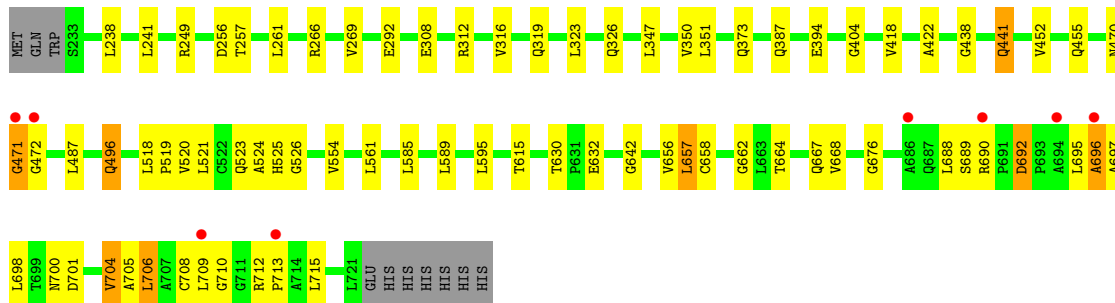 MET GLN TRP S233 L238 L241 R249 D256 T257 L261 R266 V269 E292 E308 R312 V316 Q319 L323 Q326 L347 V350 L351 Q373 Q387 E394 G404 V418 A422 G438 Q441 V452 Q455 N470
G471 G472 L487 Q496 L518 P519 V520 L521 C522 Q523 A524 H525 G526 V554 L561 L585 L589 L595 T615 T630 P631 E632 G642 V656 L657 C658 G662 L663 T664 Q667 V668 G676 A686 Q687 L688 S689 R690 P691 D692 P693 A694 L695 A696 A697
L698 T699 N700 D701 V704 A705 L706 A707 C708 L709 G710 G711 R712 P713 A714 L715 L721 GLU HIS HIS HIS HIS HIS HIS